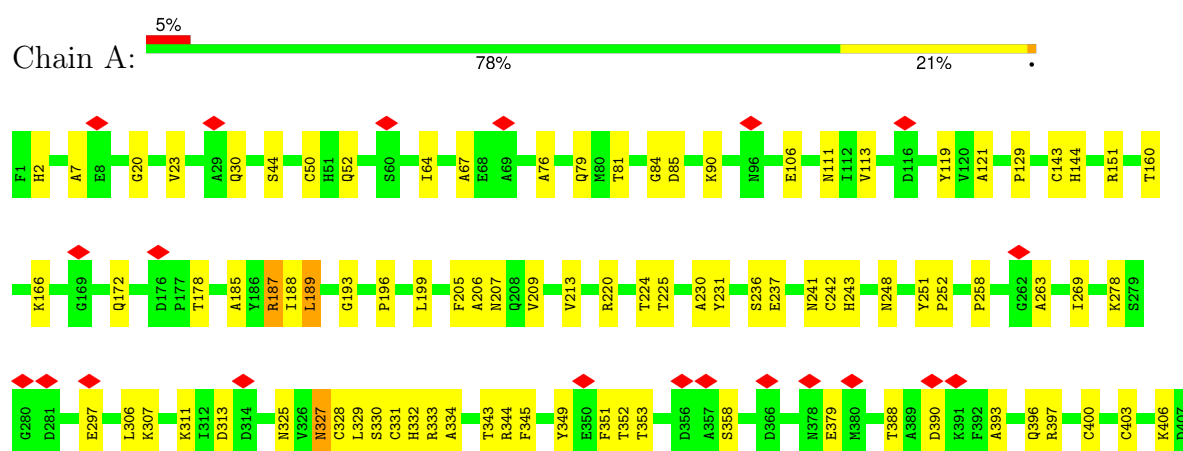 5%
Chain A:
78% 21% •
F1 H2 A7 E8 G20 V23 A29 Q30 S44 C50 H51 Q52 S60 I64 A67 E68 A69 A76 Q79 M80 T81 G84 D85 K90 N96 E106 N111 I112 V113 D116 Y119 V120 A121 P129 C143 H144 R151 T160
K166 G169 Q172 D176 P177 T178 A185 Y186 R187 I188 L189 G193 P196 L199 F205 A206 N207 Q208 V209 V213 R220 T224 T225 A230 Y231 S236 E237 N241 C242 H243 N248 Y251 P252 P258 G262 A263 I269 K278 S279
G280 D281 E297 L306 K307 K311 I312 D313 D314 N325 V326 N327 C328 L329 S330 C331 H332 R333 A334 T343 R344 F345 Y349 E350 F351 T352 T353 D356 A357 S358 D366 N378 E379 M380 T388 A389 D390 K391 F392 A393 Q396 R397 C400 C403 K406 D407